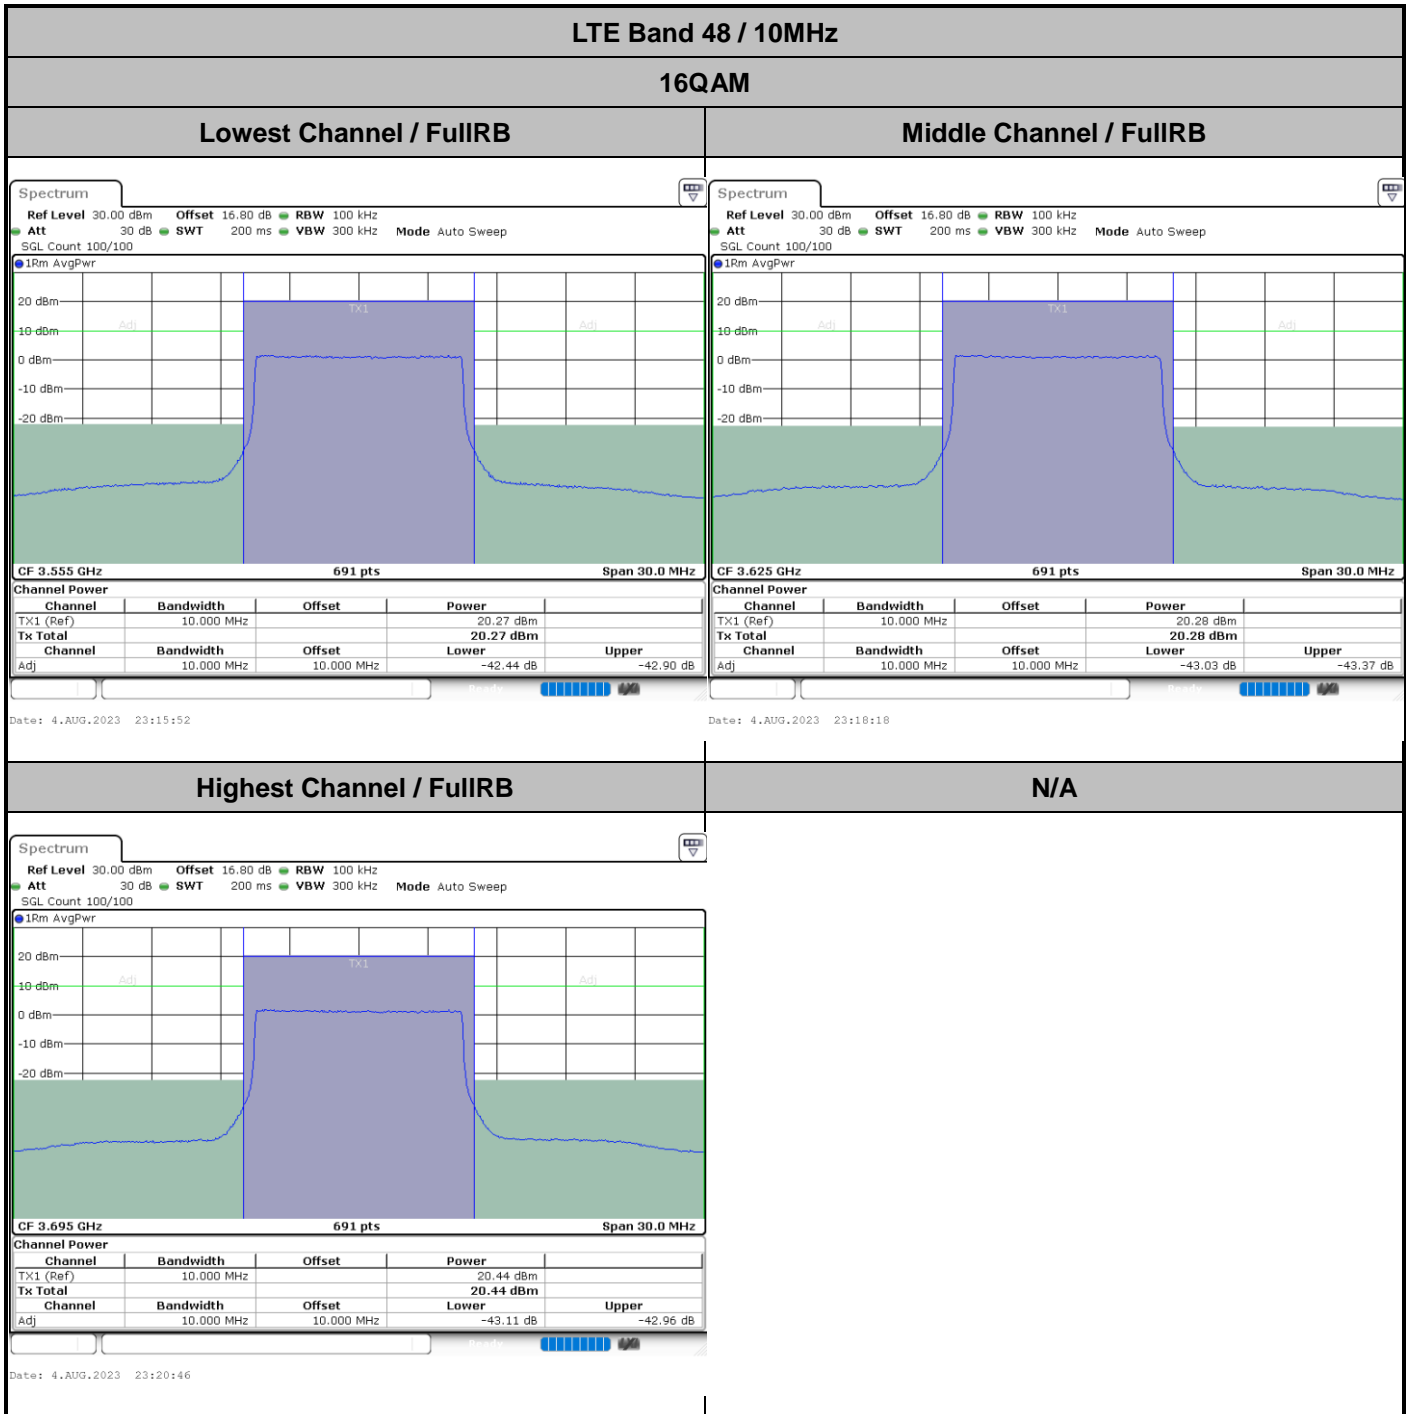 LTE Band 48 / 10MHz
16QAM
Lowest Channel / FullRB
Middle Channel / FullRB
Spectrum
Ref Level 30.00 dBm Offset 16.80 dB RBW 100 kHz
Att 30 dB SWT 200 ms VBW 300 kHz Mode Auto Sweep
SGL Count 100/100
1Rm AvgPwr
20 dBm
TX1
Adj
Adj
10 dBm
0 dBm
-10 dBm
-20 dBm
CF 3.555 GHz 691 pts Span 30.0 MHz
Channel Power
Channel Bandwidth Offset Power
TX1 (Ref) 10.000 MHz 20.27 dBm
Tx Total 20.27 dBm
Channel Bandwidth Offset Lower Upper
Adj 10.000 MHz 10.000 MHz -42.44 dB -42.90 dB
Ready
Date: 4.AUG.2023 23:15:52
Spectrum
Ref Level 30.00 dBm Offset 16.80 dB RBW 100 kHz
Att 30 dB SWT 200 ms VBW 300 kHz Mode Auto Sweep
SGL Count 100/100
1Rm AvgPwr
20 dBm
TX1
Adj
Adj
10 dBm
0 dBm
-10 dBm
-20 dBm
CF 3.625 GHz 691 pts Span 30.0 MHz
Channel Power
Channel Bandwidth Offset Power
TX1 (Ref) 10.000 MHz 20.28 dBm
Tx Total 20.28 dBm
Channel Bandwidth Offset Lower Upper
Adj 10.000 MHz 10.000 MHz -43.03 dB -43.37 dB
Ready
Date: 4.AUG.2023 23:18:18
Highest Channel / FullRB
N/A
Spectrum
Ref Level 30.00 dBm Offset 16.80 dB RBW 100 kHz
Att 30 dB SWT 200 ms VBW 300 kHz Mode Auto Sweep
SGL Count 100/100
1Rm AvgPwr
20 dBm
TX1
Adj
Adj
10 dBm
0 dBm
-10 dBm
-20 dBm
CF 3.695 GHz 691 pts Span 30.0 MHz
Channel Power
Channel Bandwidth Offset Power
TX1 (Ref) 10.000 MHz 20.44 dBm
Tx Total 20.44 dBm
Channel Bandwidth Offset Lower Upper
Adj 10.000 MHz 10.000 MHz -43.11 dB -42.96 dB
Ready
Date: 4.AUG.2023 23:20:46